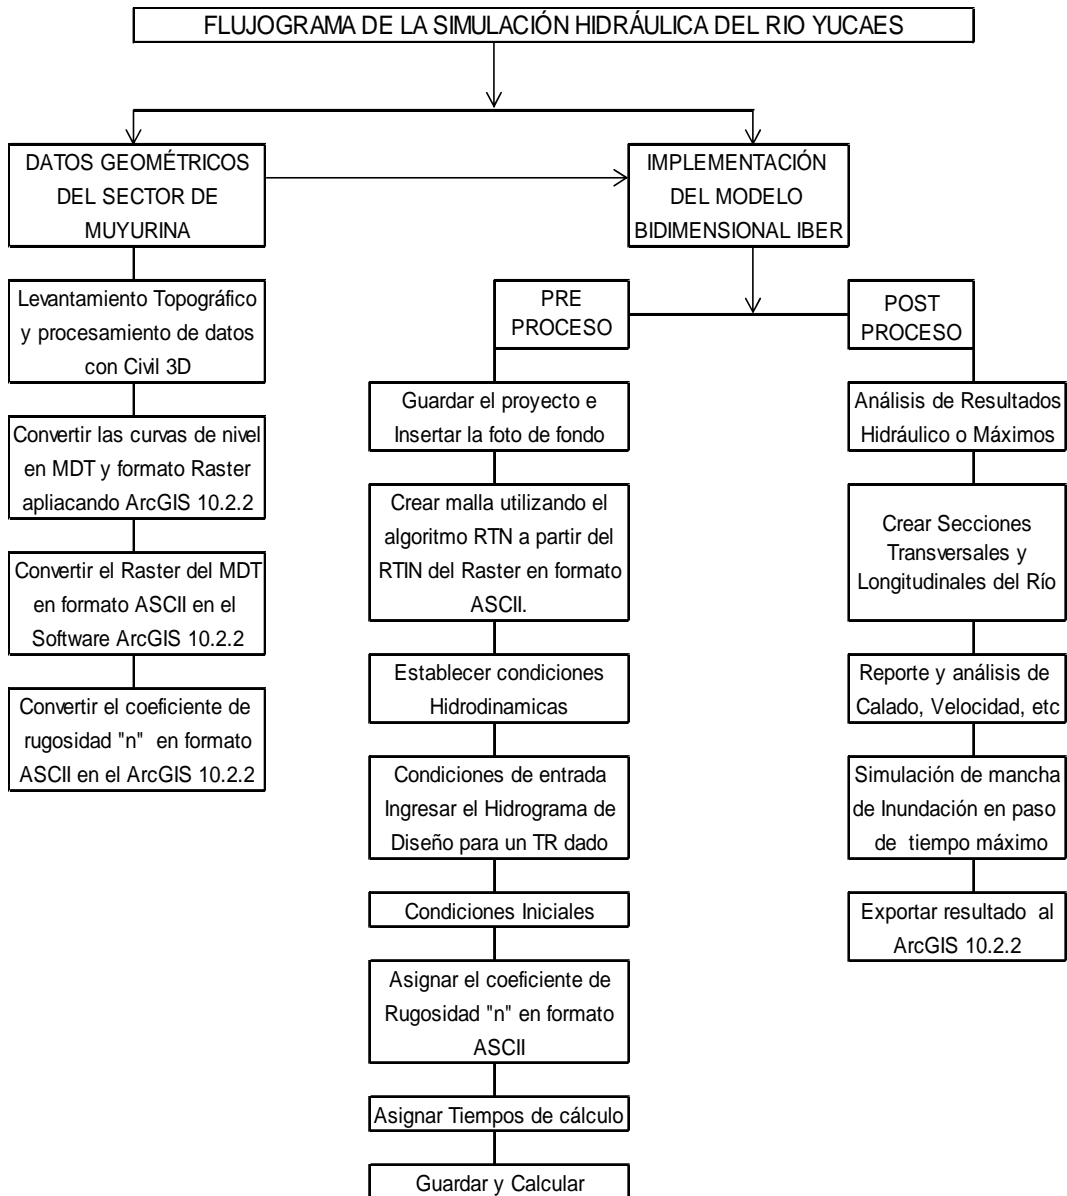 FLUJOGRAMA DE LA SIMULACIÓN HIDRÁULICA DEL RIO YUCAES
DATOS GEOMÉTRICOS
DEL SECTOR DE
MUYURINA
IMPLEMENTACIÓN
DEL MODELO
BIDIMENSIONAL IBER
Levantamiento Topográfico
y procesamiento de datos
con Civil 3D
Convertir las curvas de nivel
en MDT y formato Raster
apliacando ArcGIS 10.2.2
Convertir el Raster del MDT
en formato ASCII en el
Software ArcGIS 10.2.2
Convertir el coeficiente de
rugosidad "n" en formato
ASCII en el ArcGIS 10.2.2
PRE
PROCESO
Guardar el proyecto e
Insertar la foto de fondo
Crear malla utilizando el
algoritmo RTN a partir del
RTIN del Raster en formato
ASCII.
Establecer condiciones
Hidrodinamicas
Condiciones de entrada
Ingresar el Hidrograma de
Diseño para un TR dado
Condiciones Iniciales
Asignar el coeficiente de
Rugosidad "n" en formato
ASCII
Asignar Tiempos de cálculo
Guardar y Calcular
POST
PROCESO
Análisis de Resultados
Hidráulico o Máximos
Crear Secciones
Transversales y
Longitudinales del Río
Reporte y análisis de
Calado, Velocidad, etc
Simulación de mancha
de Inundación en paso
de tiempo máximo
Exportar resultado al
ArcGIS 10.2.2